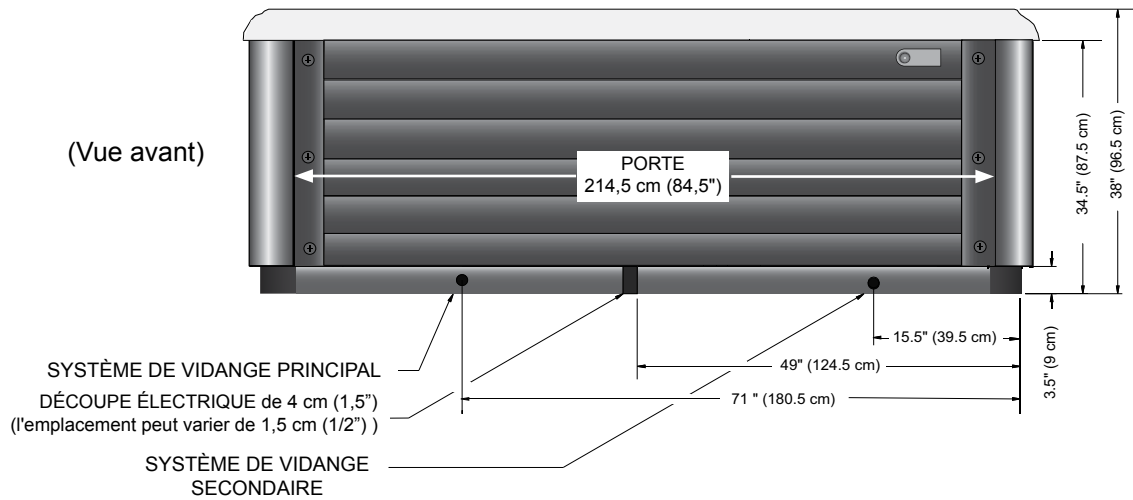 (Vue avant)
PORTE
214,5 cm (84,5")
34.5" (87.5 cm)
38" (96.5 cm)
15.5" (39.5 cm)
3.5" (9 cm)
49" (124.5 cm)
71 " (180.5 cm)
SYSTÈME DE VIDANGE PRINCIPAL
DÉCOUPE ÉLECTRIQUE de 4 cm (1,5”)
(l'emplacement peut varier de 1,5 cm (1/2”) )
SYSTÈME DE VIDANGE
SECONDAIRE